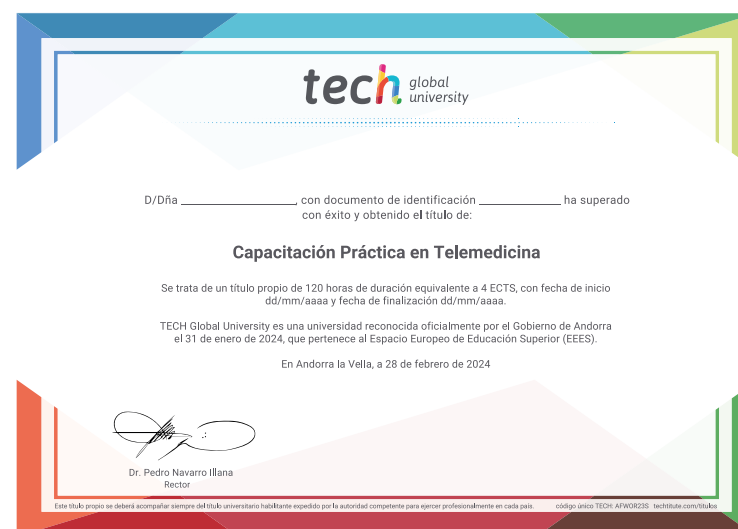 tech global university
D/Dña ____________________, con documento de identificación ______________ ha superado
con éxito y obtenido el título de:
Capacitación Práctica en Telemedicina
Se trata de un título propio de 120 horas de duración equivalente a 4 ECTS, con fecha de inicio
dd/mm/aaaa y fecha de finalización dd/mm/aaaa.
TECH Global University es una universidad reconocida oficialmente por el Gobierno de Andorra
el 31 de enero de 2024, que pertenece al Espacio Europeo de Educación Superior (EEES).
En Andorra la Vella, a 28 de febrero de 2024
Dr. Pedro Navarro Illana
Rector
Este título propio se deberá acompañar siempre del título universitario habilitante expedido por la autoridad competente para ejercer profesionalmente en cada país. código único TECH: AFWOR23S techtitute.com/titulos